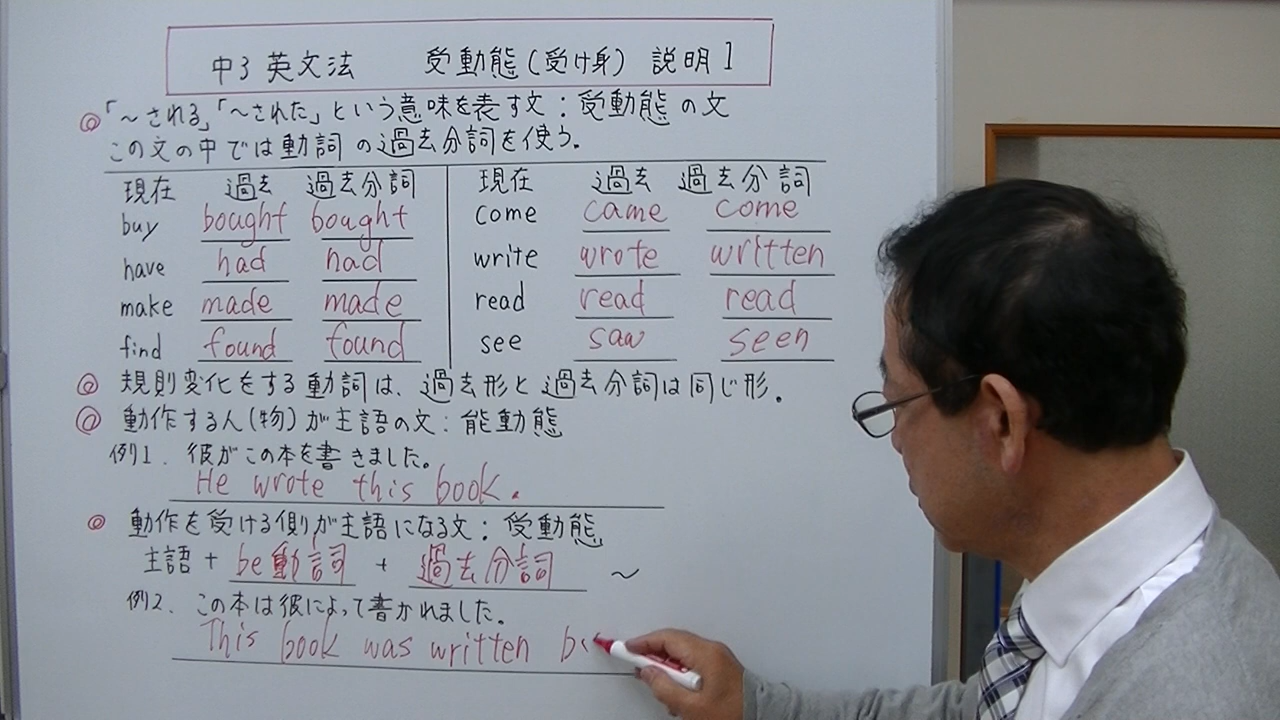 中3 英文法 受動態(受け身) 説明1
◎「～される」「～された」という意味を表す文：受動態の文
この文の中では動詞の過去分詞を使う。
現在 過去 過去分詞 現在 過去 過去分詞
buy bought bought come came come
have had had write wrote written
make made made read read read
find found found see saw seen
◎ 規則変化をする動詞は、過去形と過去分詞は同じ形。
◎ 動作する人(物)が主語の文：能動態
例1. 彼がこの本を書きました。
He wrote this book.
◎ 動作を受ける側が主語になる文：受動態
主語 + be動詞 + 過去分詞 ～
例2. この本は彼によって書かれました。
This book was written